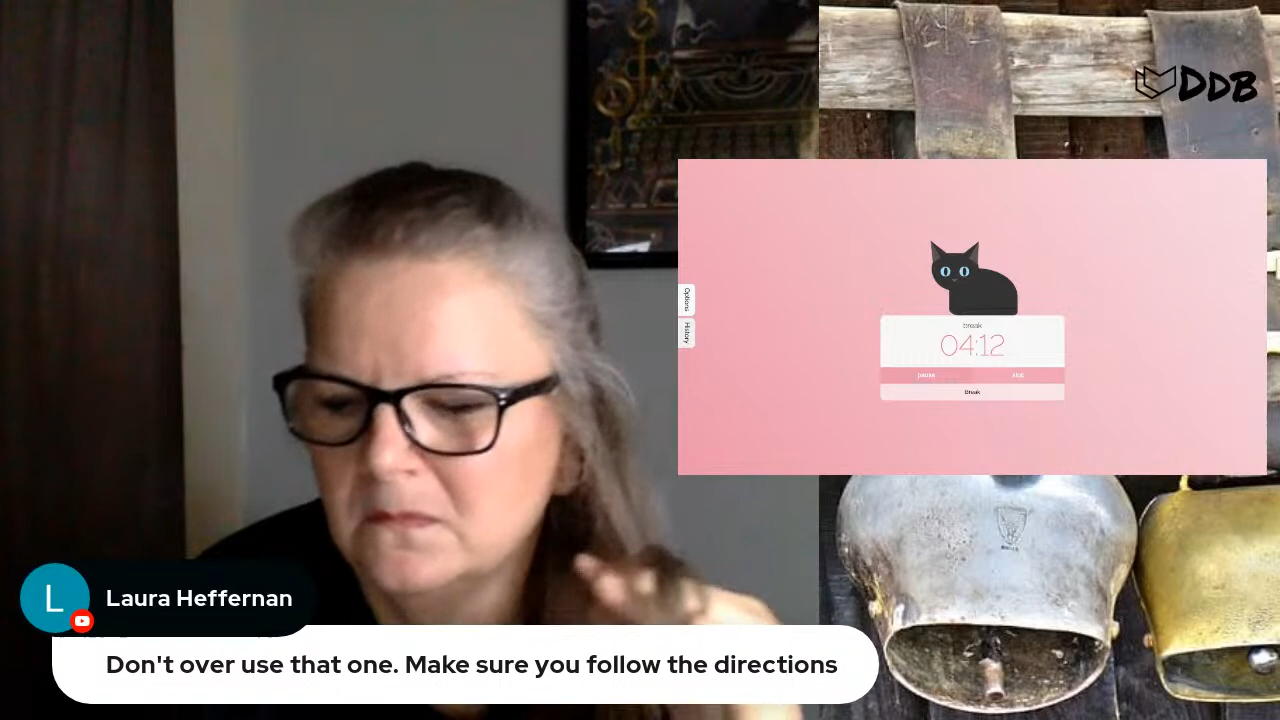 DDB
Options
History
break
04:12
pause
Break
L
Laura Heffernan
Don't over use that one. Make sure you follow the directions